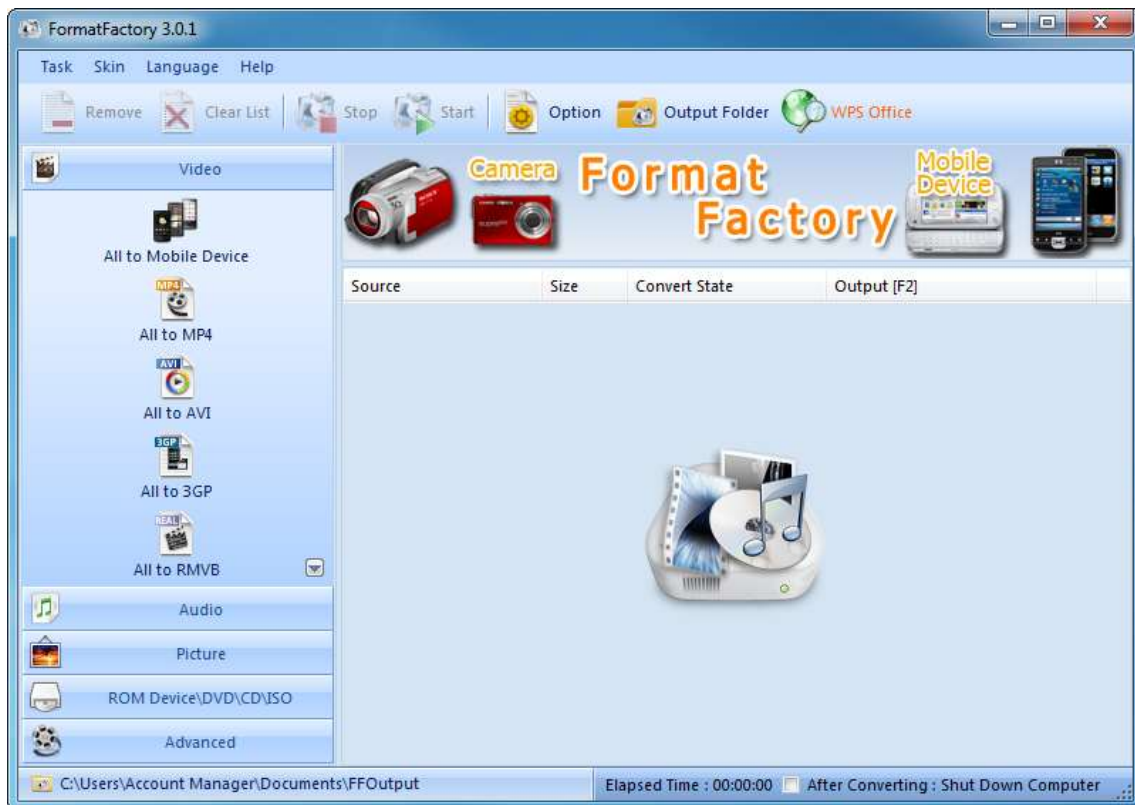 FormatFactory 3.0.1
Task Skin Language Help
Remove Clear List Stop Start Option Output Folder WPS Office
Video
All to Mobile Device
MP4
All to MP4
AVI
All to AVI
3GP
All to 3GP
REAL
All to RMVB
Audio
Picture
ROM Device\DVD\CD\ISO
Advanced
Camera
Format
Factory
Mobile
Device
Source Size Convert State Output [F2]
C:\Users\Account Manager\Documents\FFOutput
Elapsed Time : 00:00:00 After Converting : Shut Down Computer